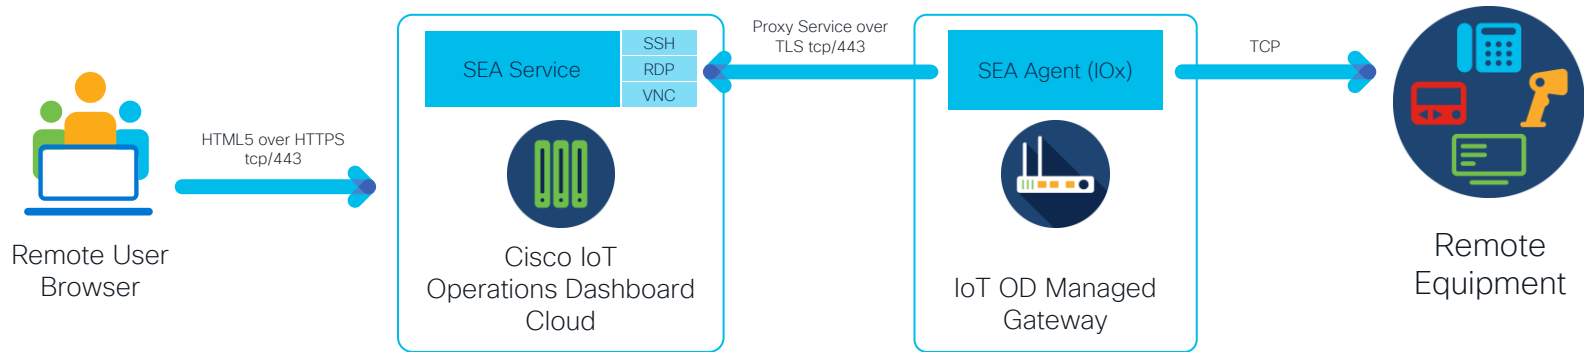 Remote User
Browser
HTML5 over HTTPS
tcp/443
SEA Service
SSH
RDP
VNC
Cisco IoT
Operations Dashboard
Cloud
Proxy Service over
TLS tcp/443
SEA Agent (IOx)
IoT OD Managed
Gateway
TCP
Remote
Equipment